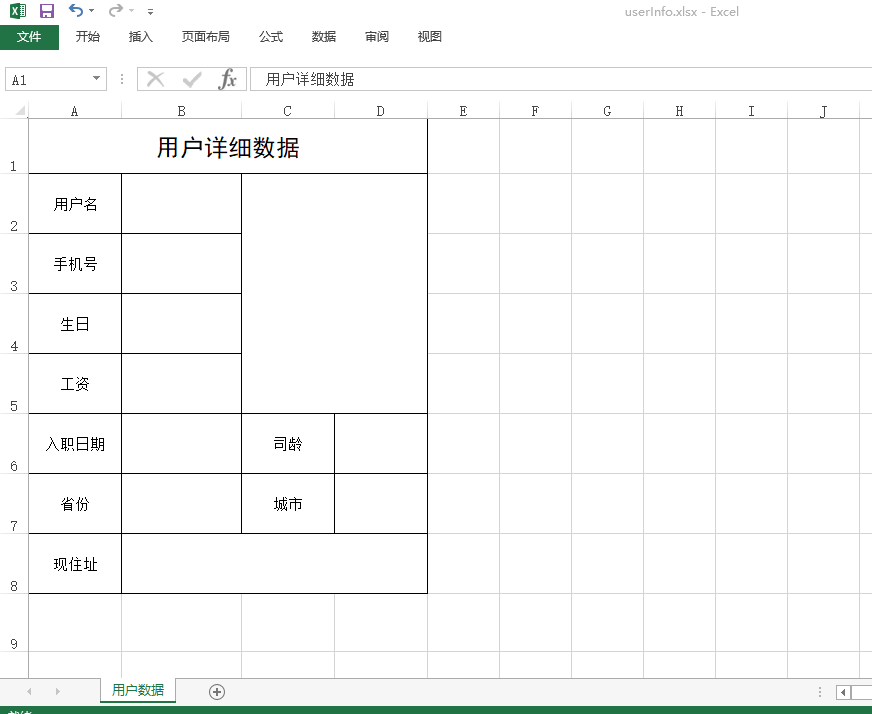 userInfo.xlsx - Excel
文件 开始 插入 页面布局 公式 数据 审阅 视图
A1 fx 用户详细数据
A B C D E F G H I J
1 用户详细数据
2 用户名
3 手机号
4 生日
5 工资
6 入职日期 司龄
7 省份 城市
8 现住址
9
用户数据